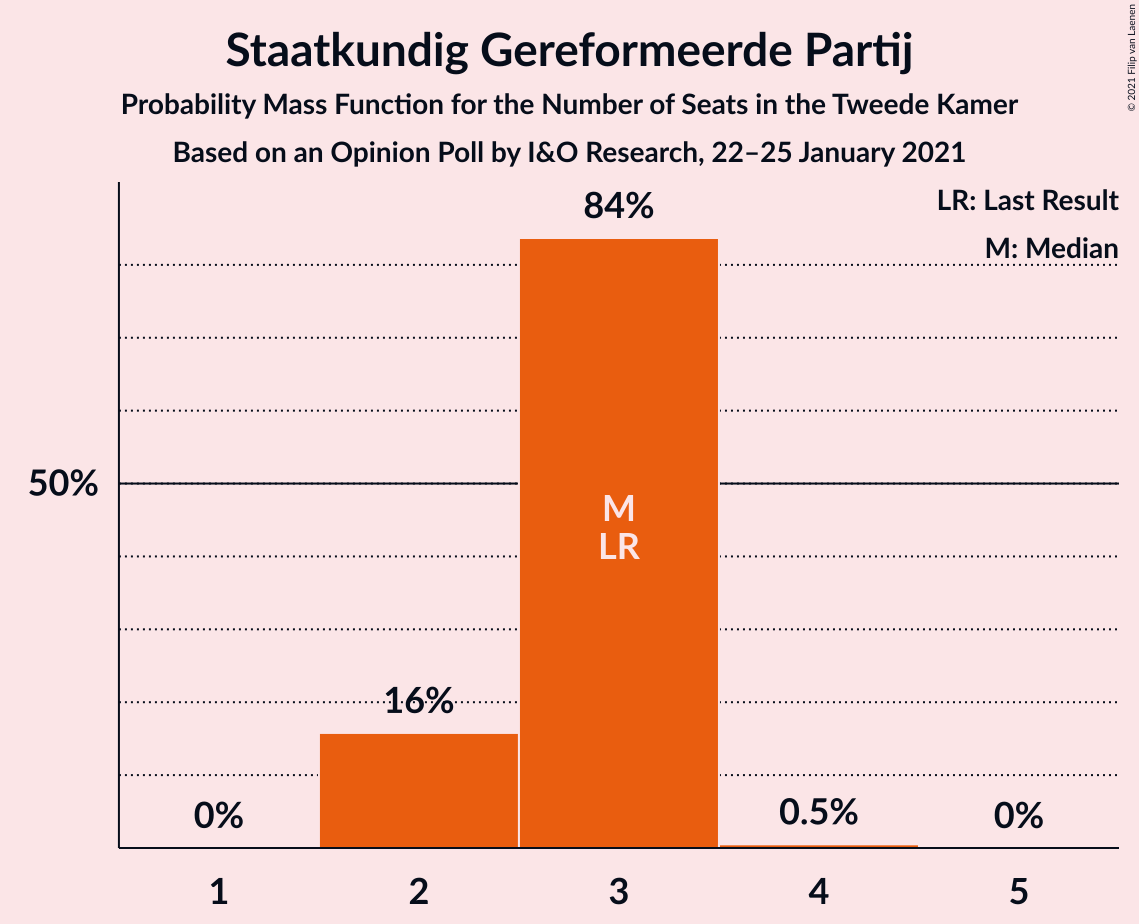 Staatkundig Gereformeerde Partij
Probability Mass Function for the Number of Seats in the Tweede Kamer
Based on an Opinion Poll by I&O Research, 22–25 January 2021
© 2021 Filip van Laenen
LR: Last Result
M: Median
84%
50%
M
LR
16%
0%
0.5%
0%
1 2 3 4 5